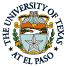 THE UNIVERSITY OF TEXAS
AT EL PASO